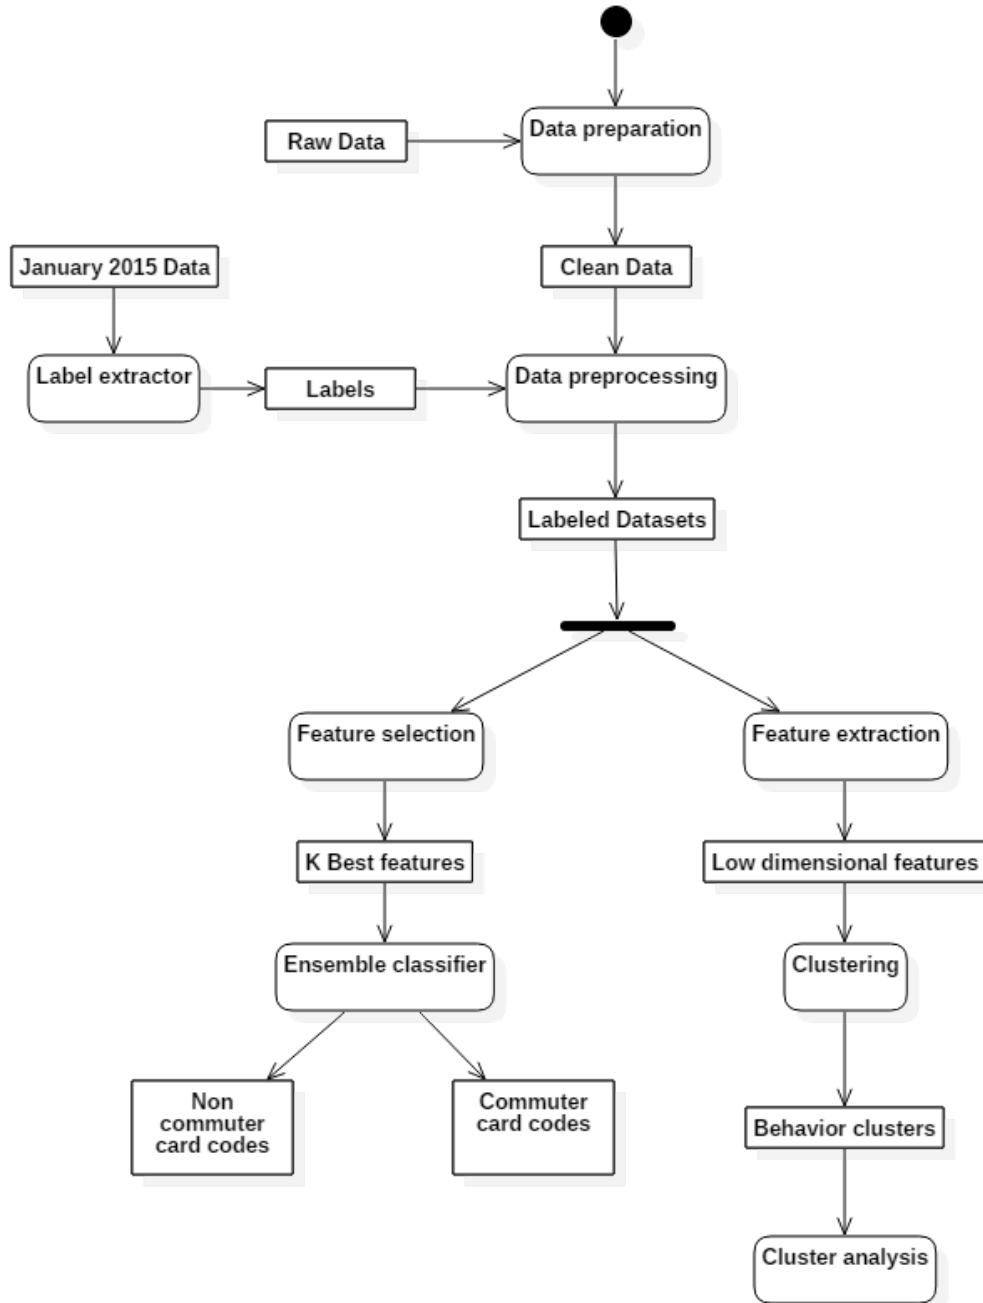 Data preparation
Raw Data
January 2015 Data
Clean Data
Label extractor
Labels
Data preprocessing
Labeled Datasets
Feature selection
Feature extraction
K Best features
Low dimensional features
Ensemble classifier
Clustering
Non
commuter
card codes
Commuter
card codes
Behavior clusters
Cluster analysis